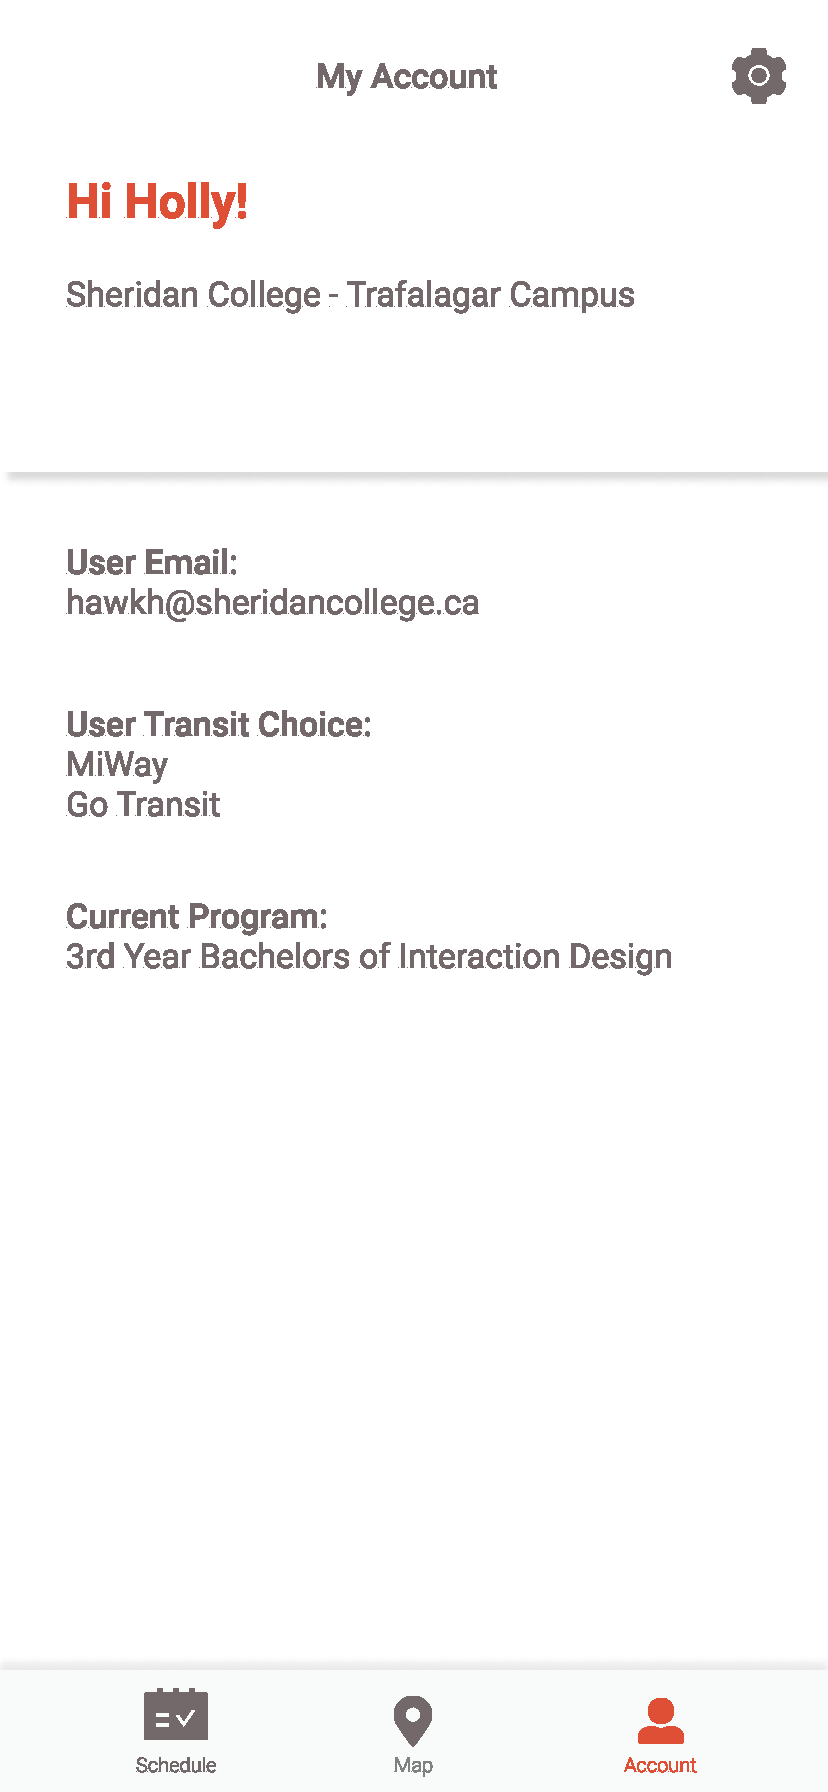 My Account
Hi Holly!
Sheridan College - Trafalagar Campus
User Email:
hawkh@sheridancollege.ca
User Transit Choice:
MiWay
Go Transit
Current Program:
3rd Year Bachelors of Interaction Design
Schedule
Map
Account